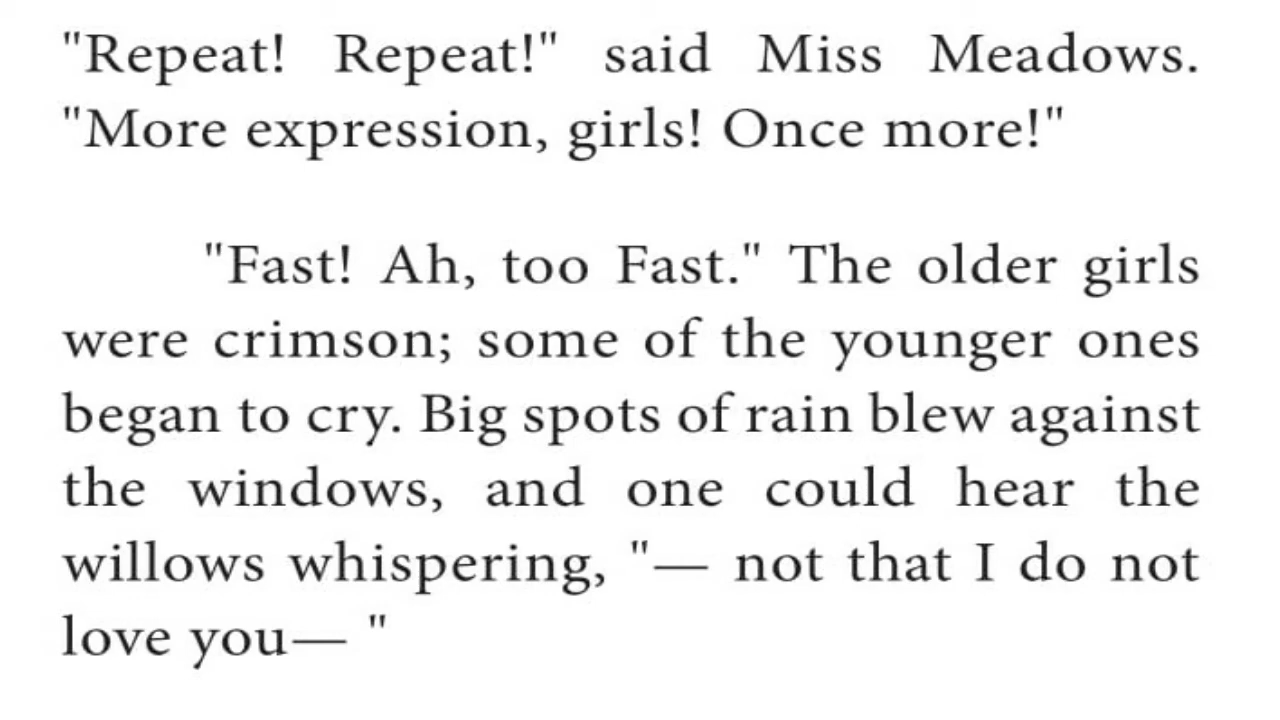 "Repeat! Repeat!" said Miss Meadows.
"More expression, girls! Once more!"
"Fast! Ah, too Fast." The older girls
were crimson; some of the younger ones
began to cry. Big spots of rain blew against
the windows, and one could hear the
willows whispering, "— not that I do not
love you— "